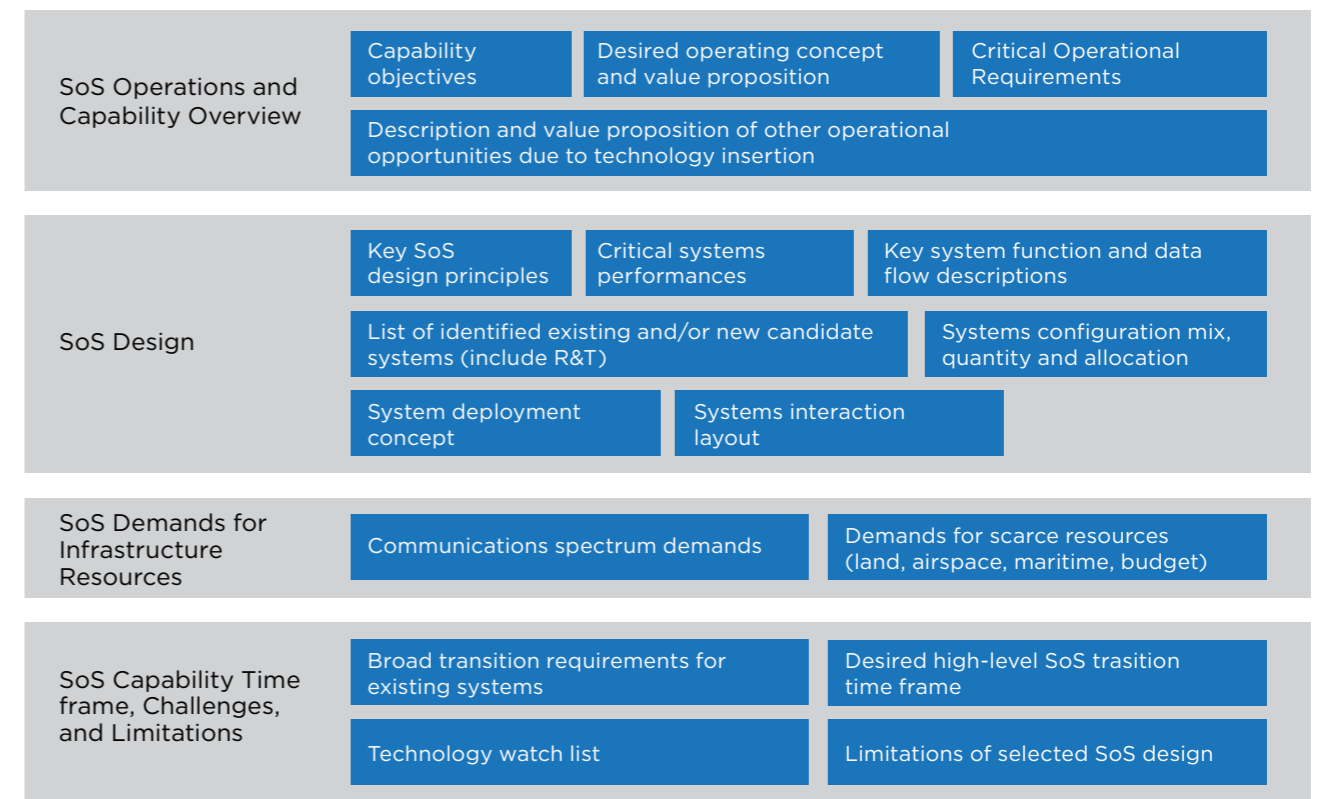 SoS Operations and
Capability Overview
Capability
objectives
Desired operating concept
and value proposition
Critical Operational
Requirements
Description and value proposition of other operational
opportunities due to technology insertion
SoS Design
Key SoS
design principles
Critical systems
performances
Key system function and data
flow descriptions
List of identified existing and/or new candidate
systems (include R&T)
Systems configuration mix,
quantity and allocation
System deployment
concept
Systems interaction
layout
SoS Demands for
Infrastructure
Resources
Communications spectrum demands
Demands for scarce resources
(land, airspace, maritime, budget)
SoS Capability Time
frame, Challenges,
and Limitations
Broad transition requirements for
existing systems
Desired high-level SoS trasition
time frame
Technology watch list
Limitations of selected SoS design